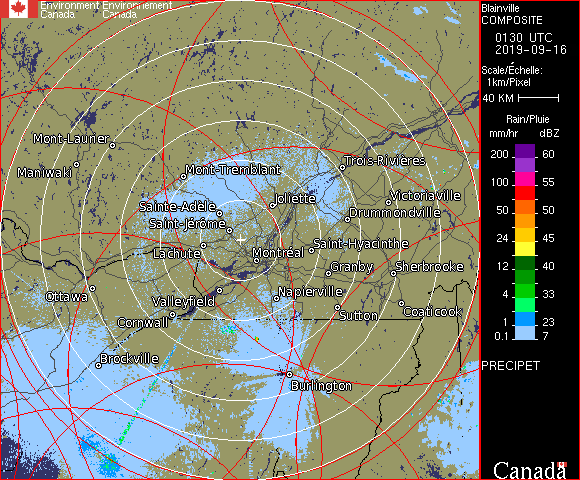 Environment Environnement
Canada Canada
Blainville
COMPOSITE
0130 UTC
2019-09-16
Scale/Échelle:
1km/Pixel
40 KM
Rain/Pluie
mm/hr dBZ
200 60
100 55
50 50
24 45
12 40
4 33
1 23
0.1 7
PRECIPET
Canada
Mont-Laurier
Maniwaki
Mont-Tremblant
Trois-Rivières
Joliette
Victoriaville
Sainte-Adèle
Drummondville
Saint-Jérôme
Saint-Hyacinthe
Lachute
Montréal
Granby
Sherbrooke
Ottawa
Valleyfield
Napierville
Cornwall
Sutton
Coaticook
Brockville
Burlington